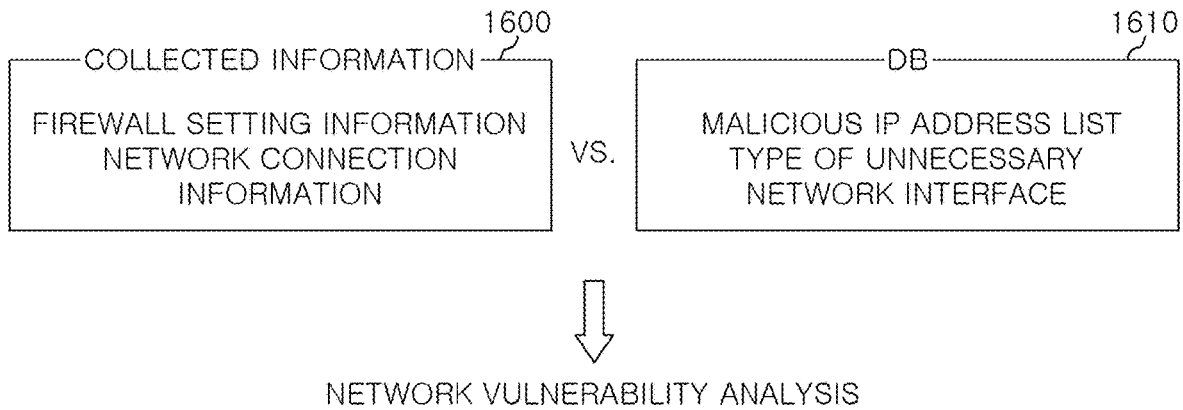 1600
COLLECTED INFORMATION
FIREWALL SETTING INFORMATION
NETWORK CONNECTION
INFORMATION
VS.
1610
DB
MALICIOUS IP ADDRESS LIST
TYPE OF UNNECESSARY
NETWORK INTERFACE
NETWORK VULNERABILITY ANALYSIS